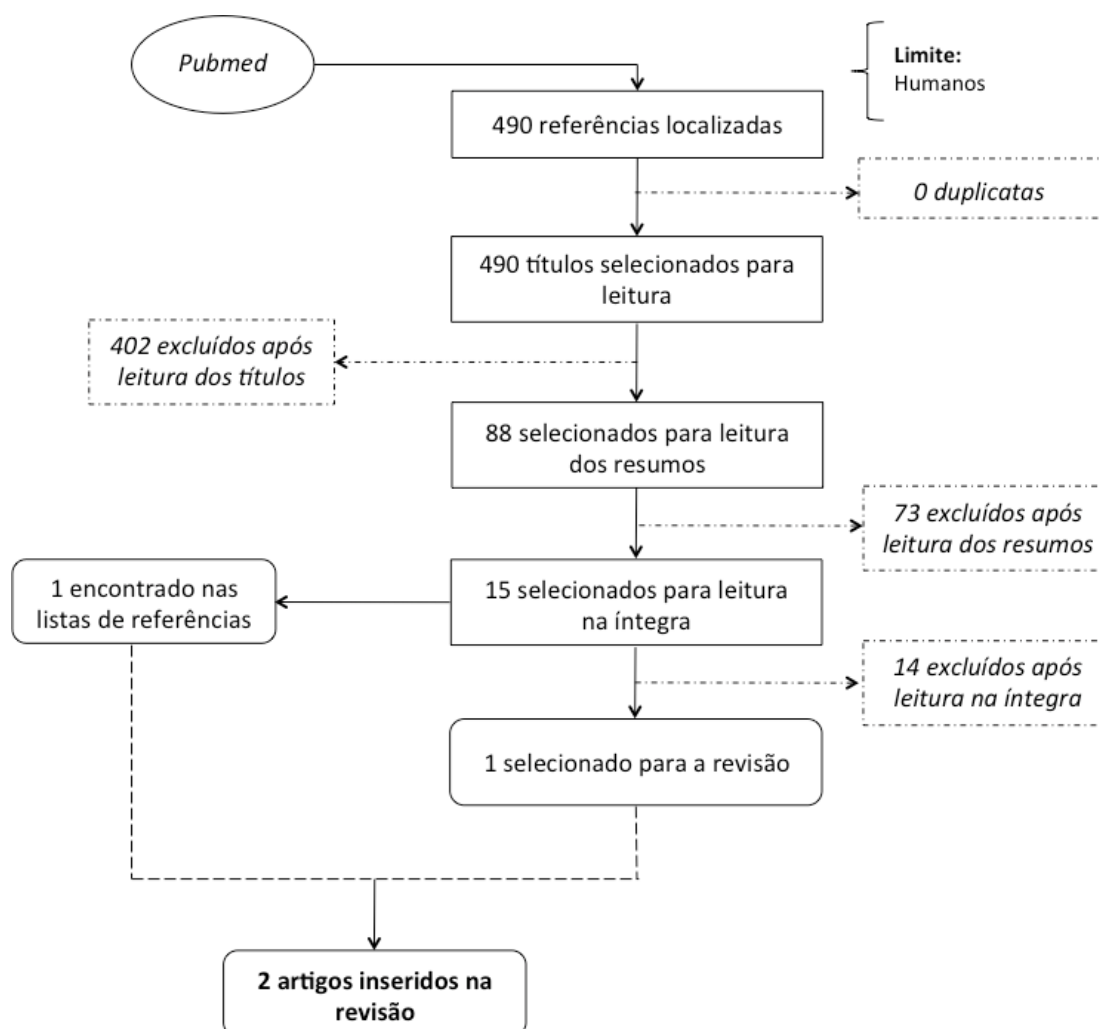 Pubmed
Limite:
Humanos
490 referências localizadas
0 duplicatas
490 títulos selecionados para
leitura
402 excluídos após
leitura dos títulos
88 selecionados para leitura
dos resumos
73 excluídos após
leitura dos resumos
1 encontrado nas
listas de referências
15 selecionados para leitura
na íntegra
14 excluídos após
leitura na íntegra
1 selecionado para a revisão
2 artigos inseridos na
revisão